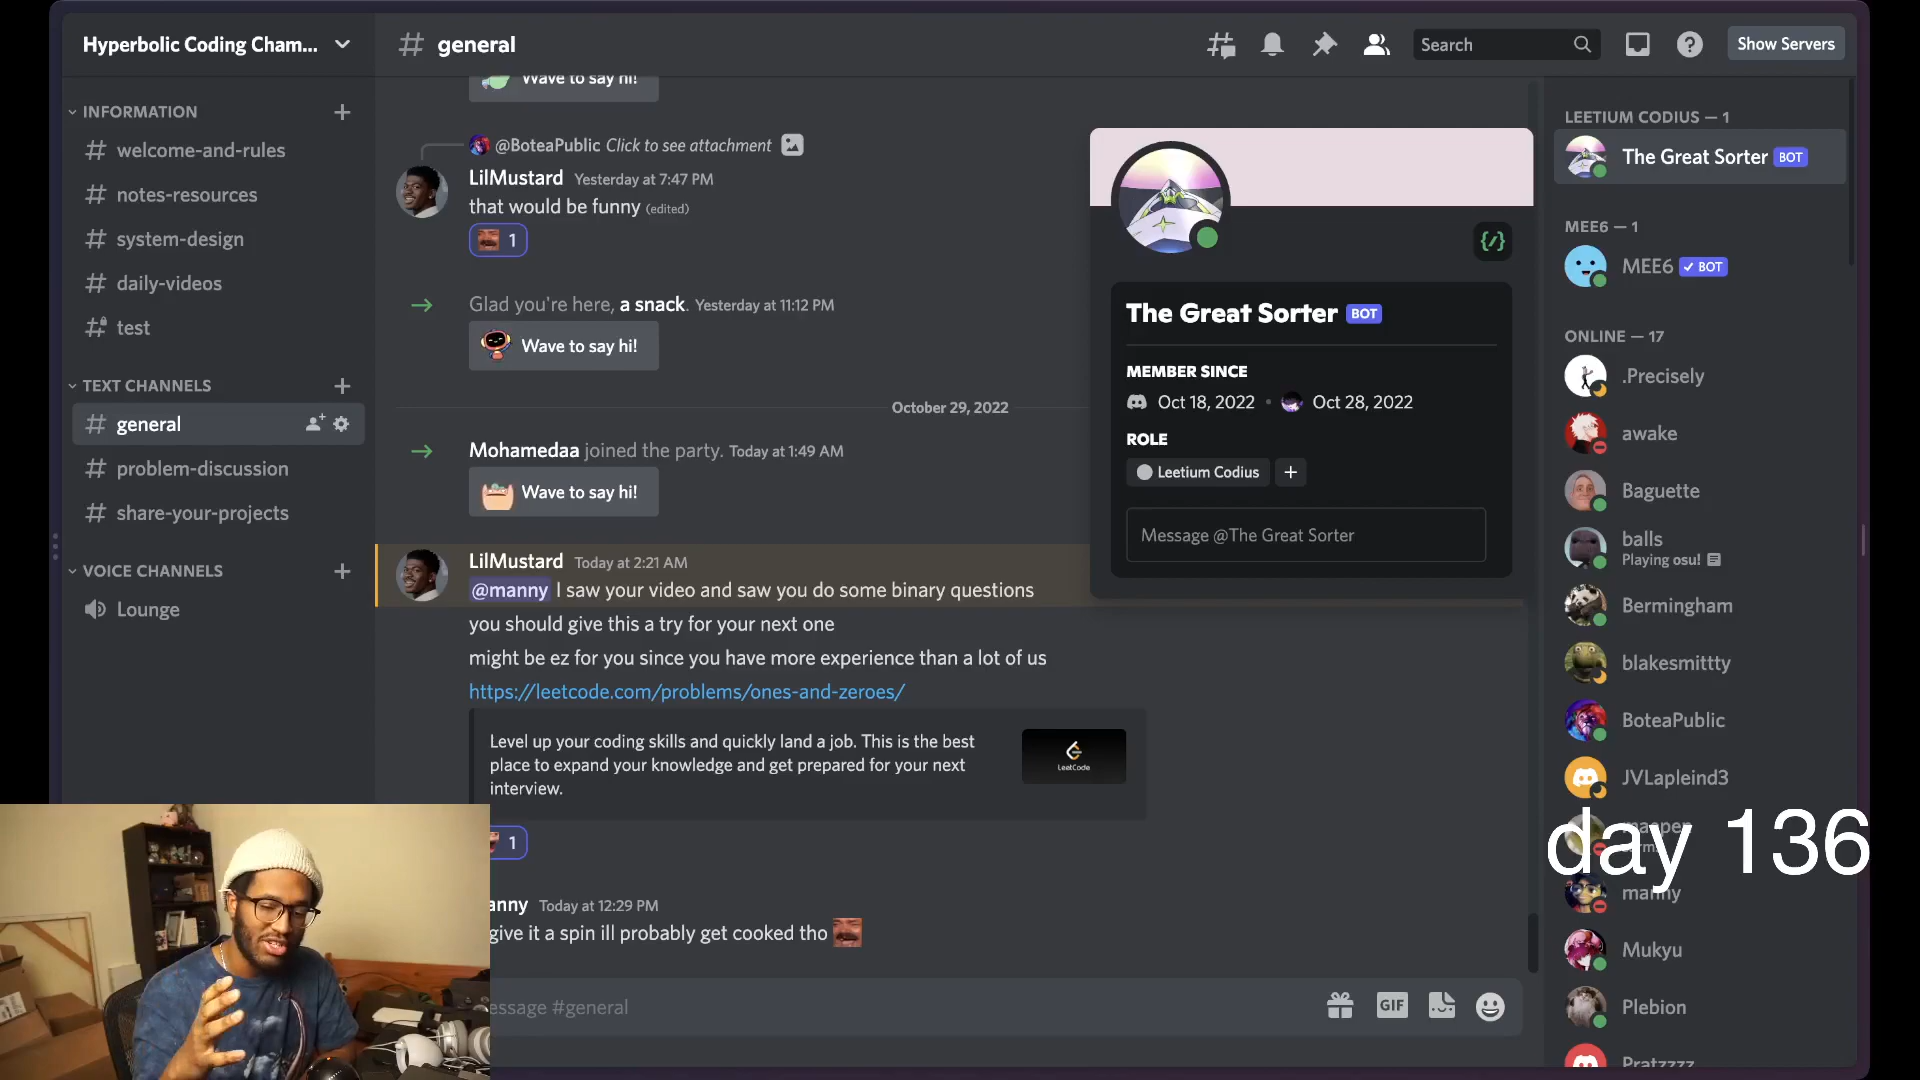 Hyperbolic Coding Cham...
INFORMATION
welcome-and-rules
notes-resources
system-design
daily-videos
test
TEXT CHANNELS
general
problem-discussion
share-your-projects
VOICE CHANNELS
Lounge
general
Search
Show Servers
Wave to say hi!
@BoteaPublic Click to see attachment
LilMustard Yesterday at 7:47 PM
that would be funny (edited)
1
Glad you're here, a snack. Yesterday at 11:12 PM
Wave to say hi!
October 29, 2022
Mohamedaa joined the party. Today at 1:49 AM
Wave to say hi!
LilMustard Today at 2:21 AM
@manny I saw your video and saw you do some binary questions
you should give this a try for your next one
might be ez for you since you have more experience than a lot of us
https://leetcode.com/problems/ones-and-zeroes/
Level up your coding skills and quickly land a job. This is the best
place to expand your knowledge and get prepared for your next
interview.
LeetCode
1
anny Today at 12:29 PM
give it a spin ill probably get cooked tho
essage #general
GIF
The Great Sorter BOT
MEMBER SINCE
Oct 18, 2022 • Oct 28, 2022
ROLE
Leetium Codius
Message @The Great Sorter
LEETIUM CODIUS — 1
The Great Sorter BOT
MEE6 — 1
MEE6 BOT
ONLINE — 17
.Precisely
awake
Baguette
balls
Playing osu!
Bermingham
blakesmittty
BoteaPublic
JVLapleind3
day 136
manny
Mukyu
Plebion
Pratzzzz